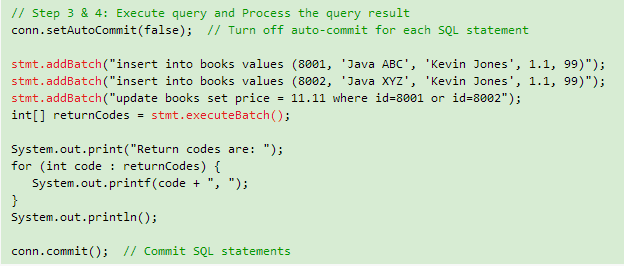 // Step 3 & 4: Execute query and Process the query result
conn.setAutoCommit(false);  // Turn off auto-commit for each SQL statement

stmt.addBatch("insert into books values (8001, 'Java ABC', 'Kevin Jones', 1.1, 99)");
stmt.addBatch("insert into books values (8002, 'Java XYZ', 'Kevin Jones', 1.1, 99)");
stmt.addBatch("update books set price = 11.11 where id=8001 or id=8002");
int[] returnCodes = stmt.executeBatch();

System.out.print("Return codes are: ");
for (int code : returnCodes) {
   System.out.printf(code + ", ");
}
System.out.println();

conn.commit();  // Commit SQL statements